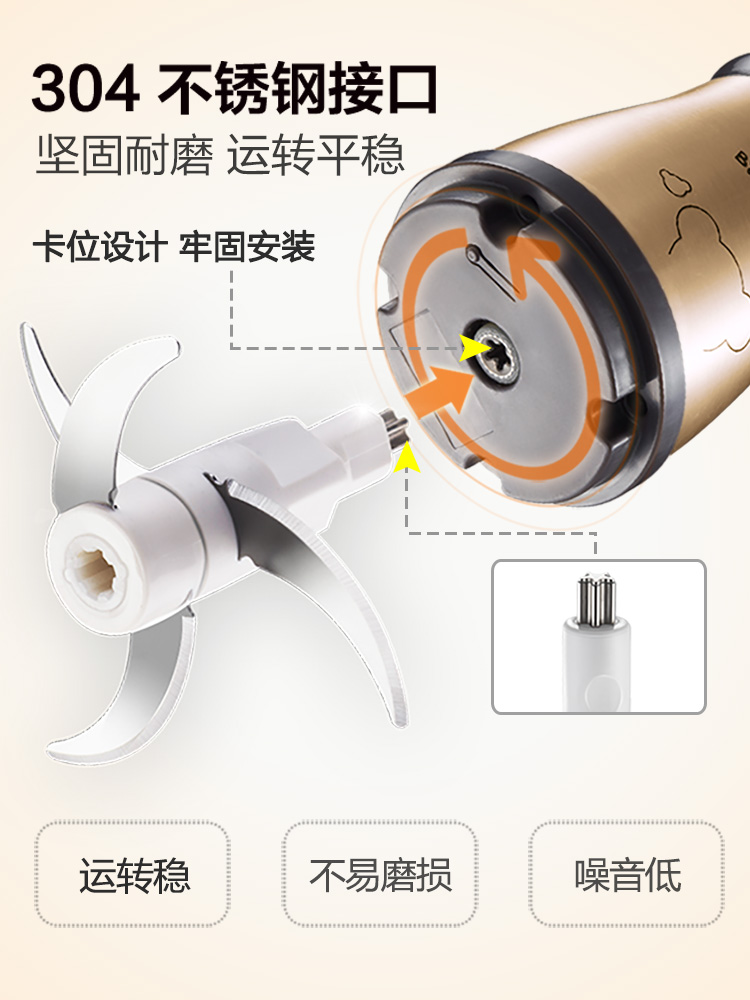 304 不锈钢接口
坚固耐磨 运转平稳
卡位设计 牢固安装
运转稳
不易磨损
噪音低